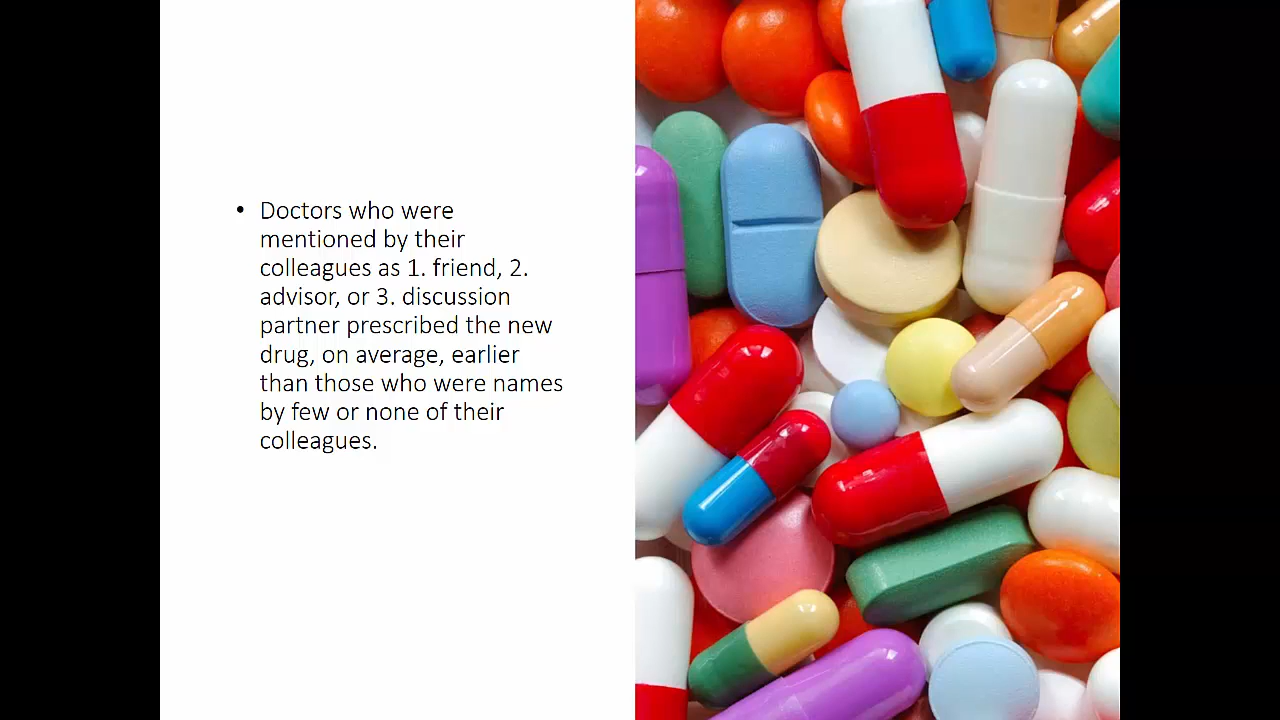 • Doctors who were
mentioned by their
colleagues as 1. friend, 2.
advisor, or 3. discussion
partner prescribed the new
drug, on average, earlier
than those who were names
by few or none of their
colleagues.